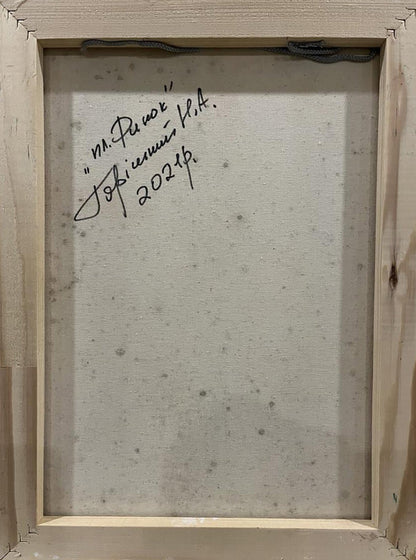 "пл. Ринок"
Н.А.
2021р.